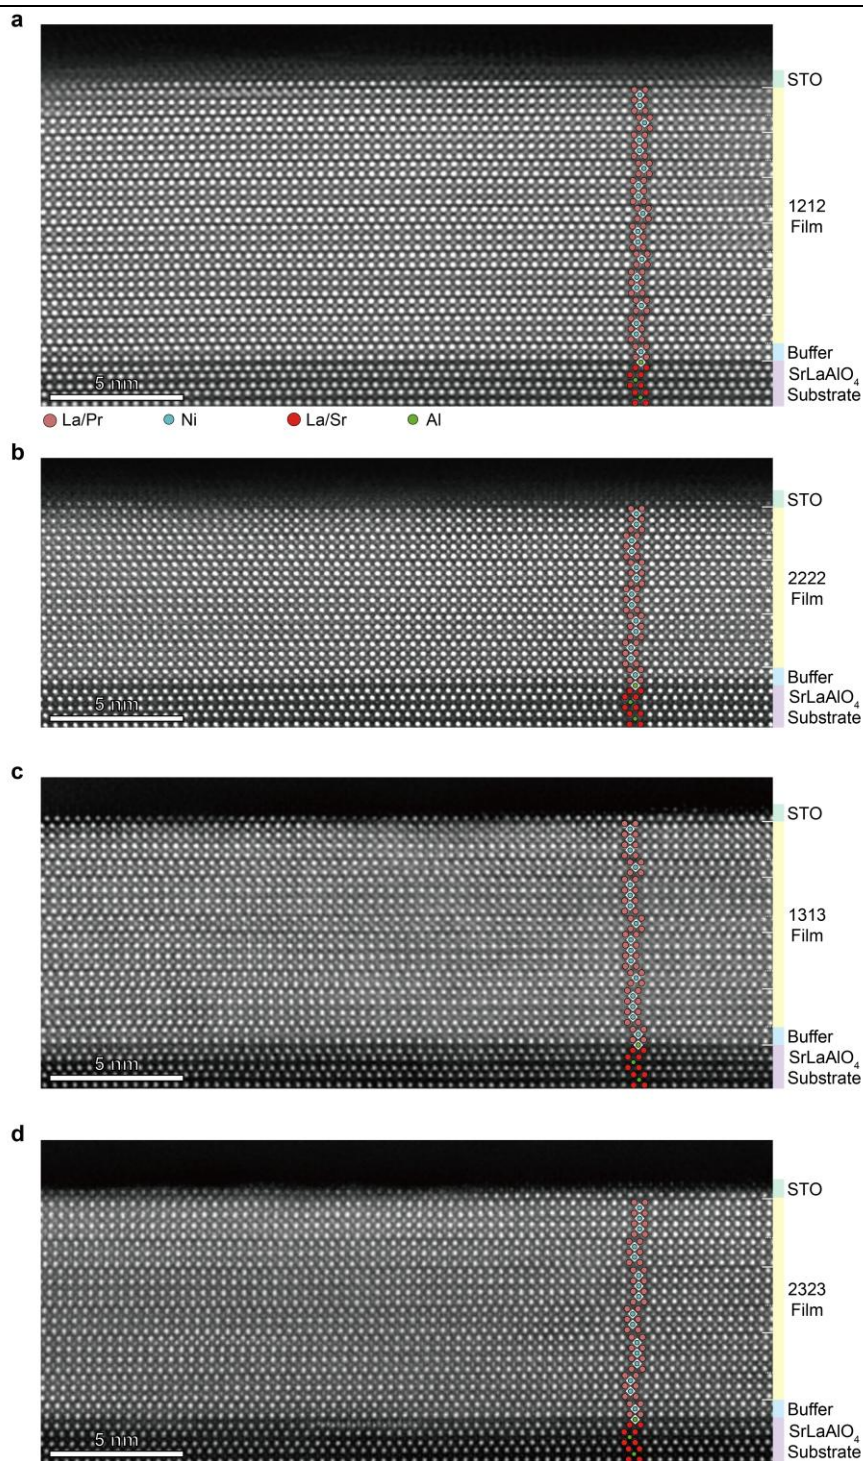 a
STO
1212
Film
Buffer
SrLaAlO₄
Substrate
5 nm
La/Pr Ni La/Sr Al
b
STO
2222
Film
Buffer
SrLaAlO₄
Substrate
5 nm
c
STO
1313
Film
Buffer
SrLaAlO₄
Substrate
5 nm
d
STO
2323
Film
Buffer
SrLaAlO₄
Substrate
5 nm